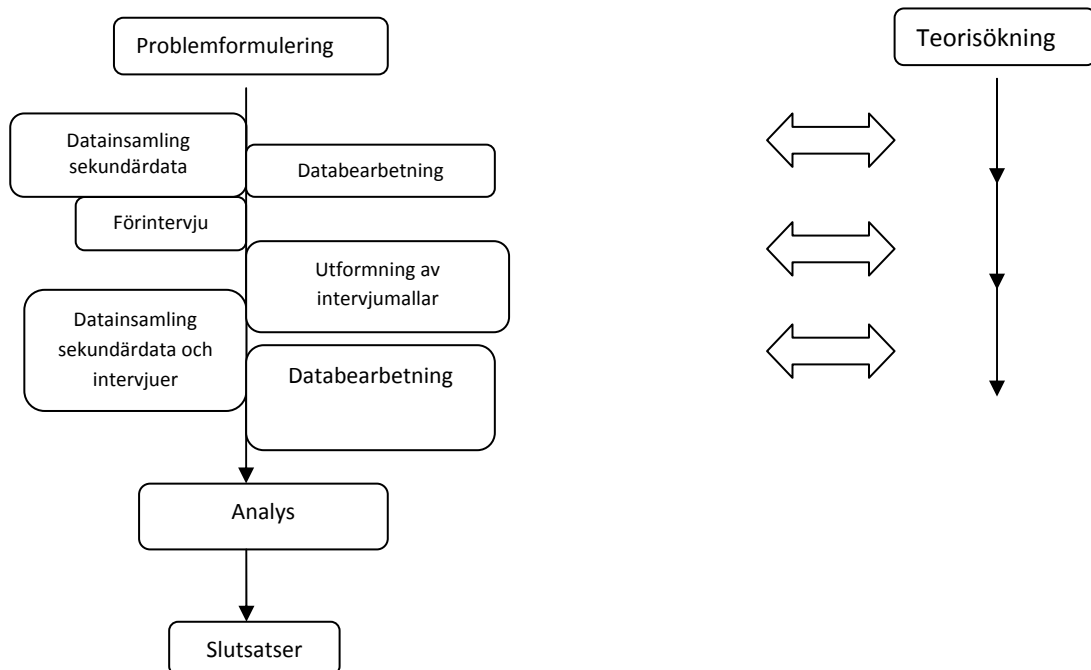 Problemformulering
Teorisökning
Datainsamling
sekundärdata
Databearbetning
Förintervju
Utformning av
intervjumallar
Datainsamling
sekundärdata och
intervjuer
Databearbetning
Analys
Slutsatser